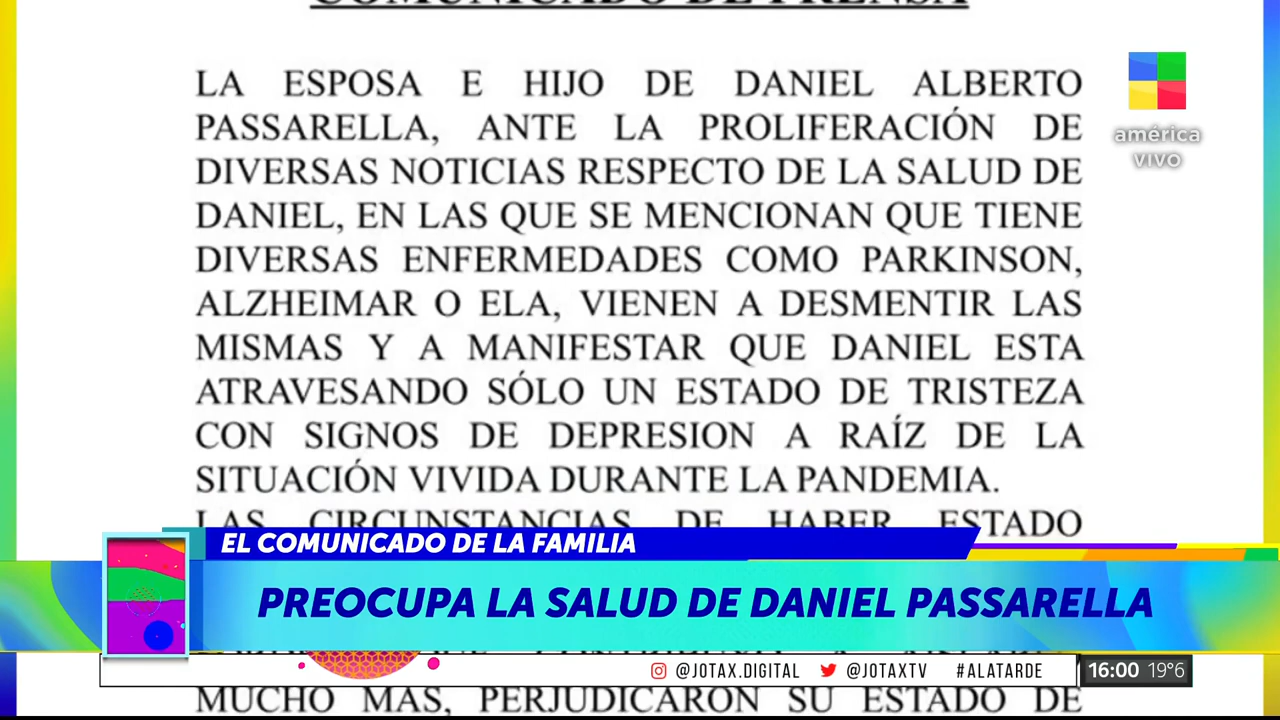 COMUNICADO DE PRENSA
LA ESPOSA E HIJO DE DANIEL ALBERTO
PASSARELLA, ANTE LA PROLIFERACIÓN DE
DIVERSAS NOTICIAS RESPECTO DE LA SALUD DE
DANIEL, EN LAS QUE SE MENCIONAN QUE TIENE
DIVERSAS ENFERMEDADES COMO PARKINSON,
ALZHEIMAR O ELA, VIENEN A DESMENTIR LAS
MISMAS Y A MANIFESTAR QUE DANIEL ESTA
ATRAVESANDO SÓLO UN ESTADO DE TRISTEZA
CON SIGNOS DE DEPRESION A RAÍZ DE LA
SITUACIÓN VIVIDA DURANTE LA PANDEMIA.
LAS CIRCUNSTANCIAS DE HABER ESTADO
MUCHO MAS, PERJUDICARON SU ESTADO DE
américa
VIVO
EL COMUNICADO DE LA FAMILIA
PREOCUPA LA SALUD DE DANIEL PASSARELLA
@JOTAX.DIGITAL @JOTAXTV #ALATARDE
16:00 19°6